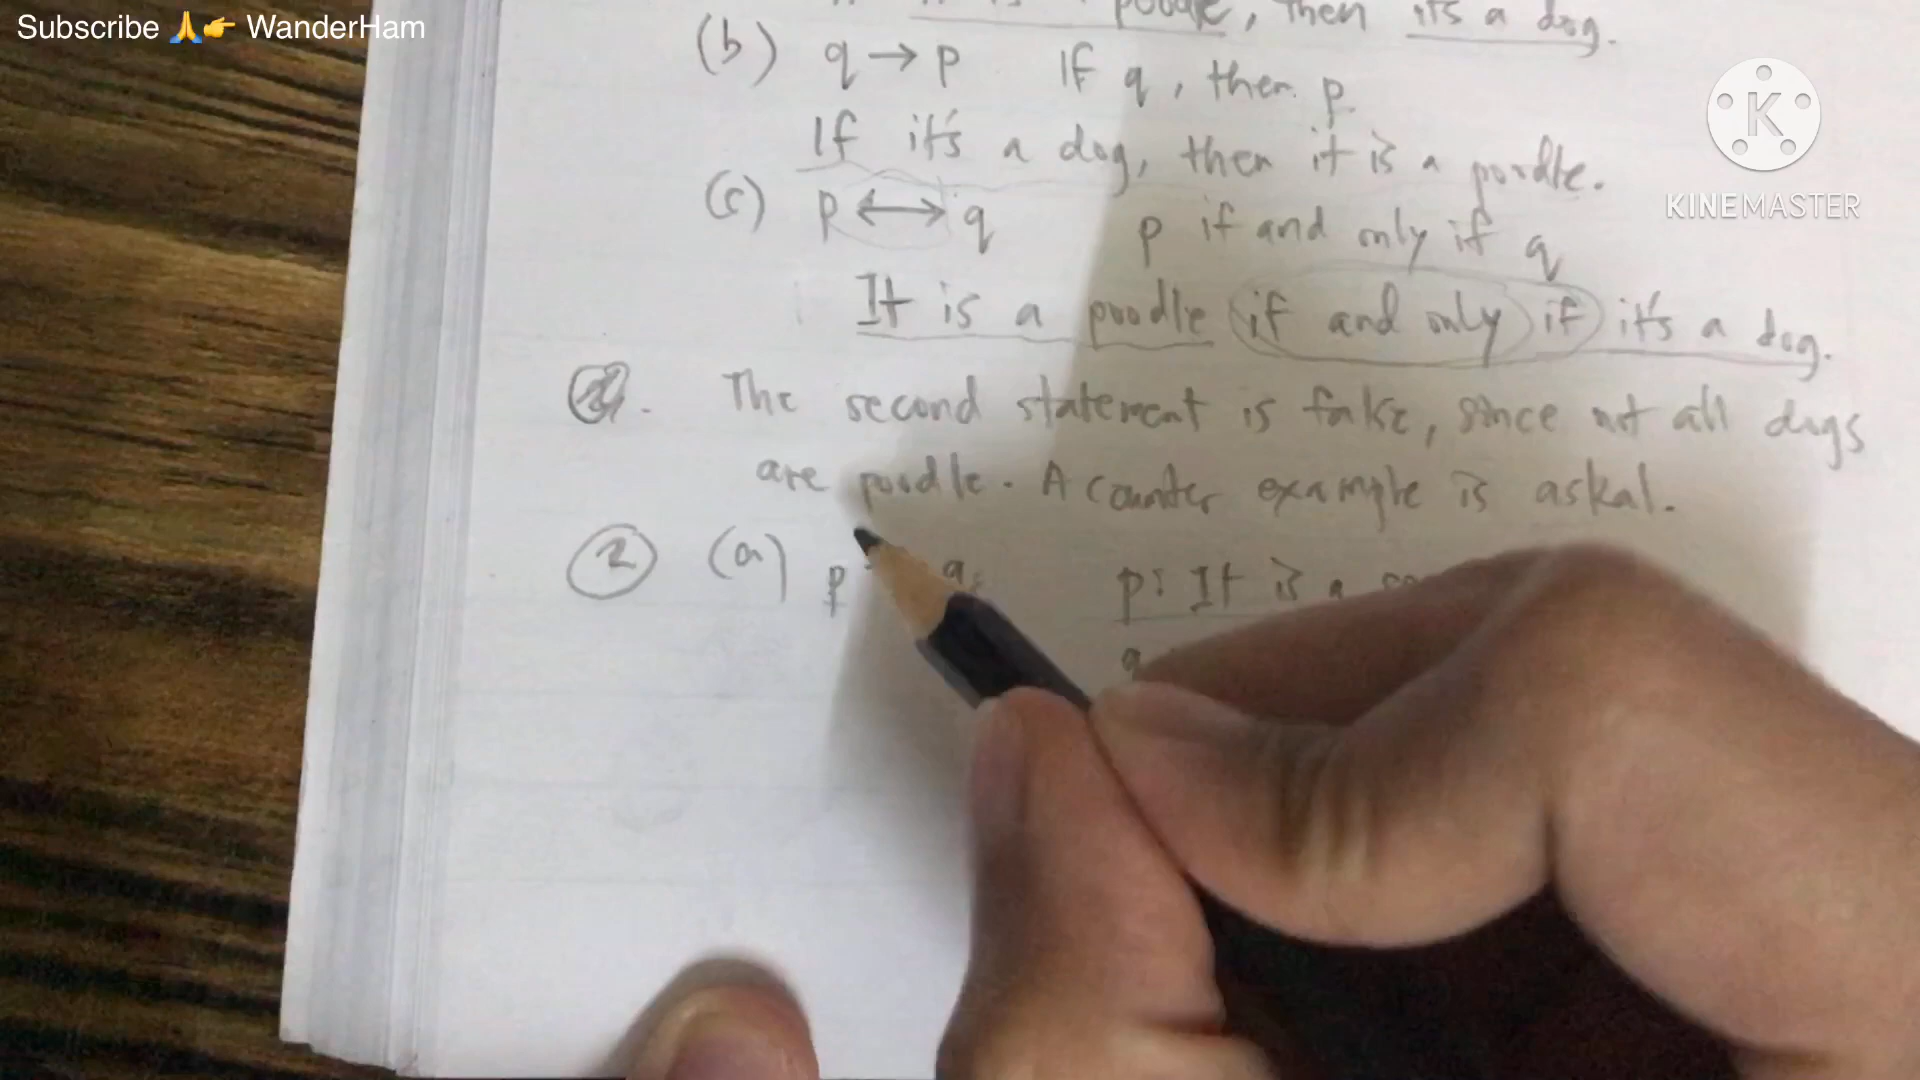 Subscribe 🙏👉 WanderHam
poodle, then it's a dog.
(b) q → p If q, then p.
If it's a dog, then it is a poodle.
(c) p ↔ q p if and only if q
It is a poodle if and only if it's a dog.
The second statement is false, since not all dogs
are poodle. A counter example is askal.
2 (a) p q p: It is a
q
K
KINEMASTER